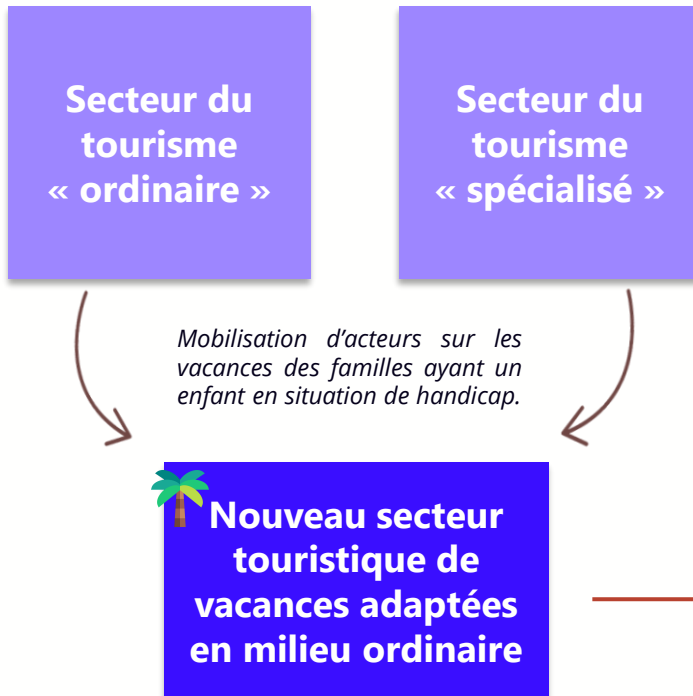 Secteur du
tourisme
« ordinaire »
Secteur du
tourisme
« spécialisé »
Mobilisation d’acteurs sur les
vacances des familles ayant un
enfant en situation de handicap.
Nouveau secteur
touristique de
vacances adaptées
en milieu ordinaire